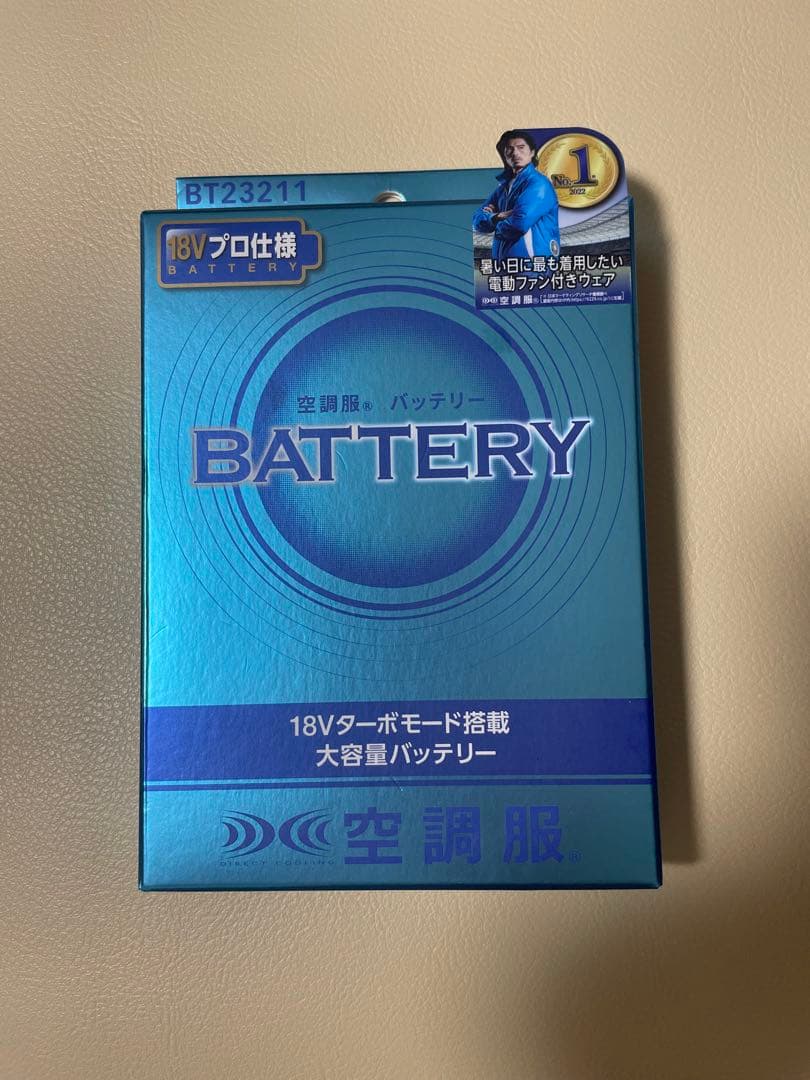 BT23211
18Vプロ仕様
BATTERY
No.1
2022
暑い日に最も着用したい
電動ファン付きウェア
空調服®
空調服® バッテリー
BATTERY
18Vターボモード搭載
大容量バッテリー
DIRECT COOLING
空調服®